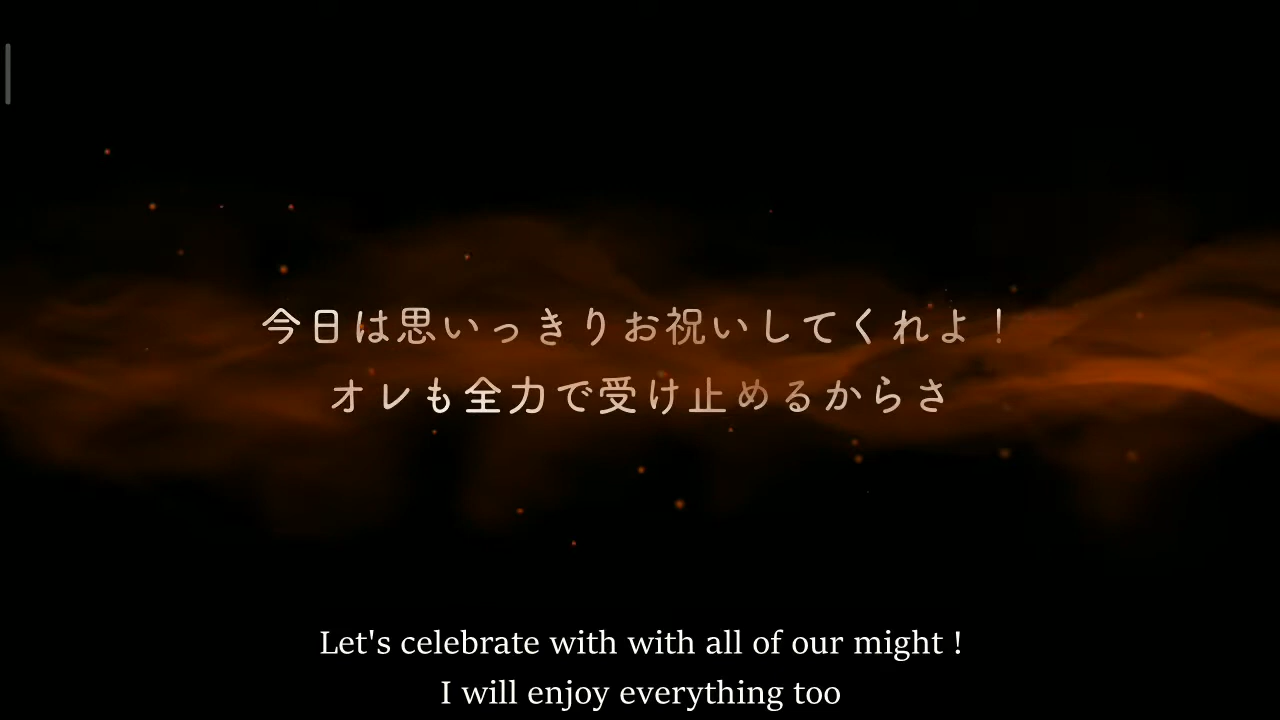 今日は思いっきりお祝いしてくれよ！
オレも全力で受け止めるからさ
Let's celebrate with with all of our might !
I will enjoy everything too